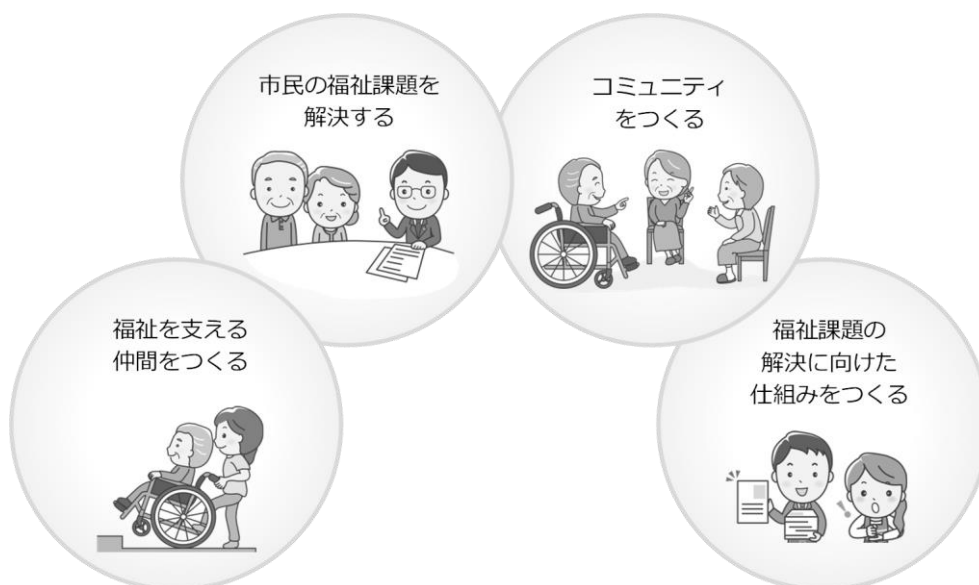 市民の福祉課題を
解決する
コミュニティ
をつくる
福祉を支える
仲間をつくる
福祉課題の
解決に向けた
仕組みをつくる